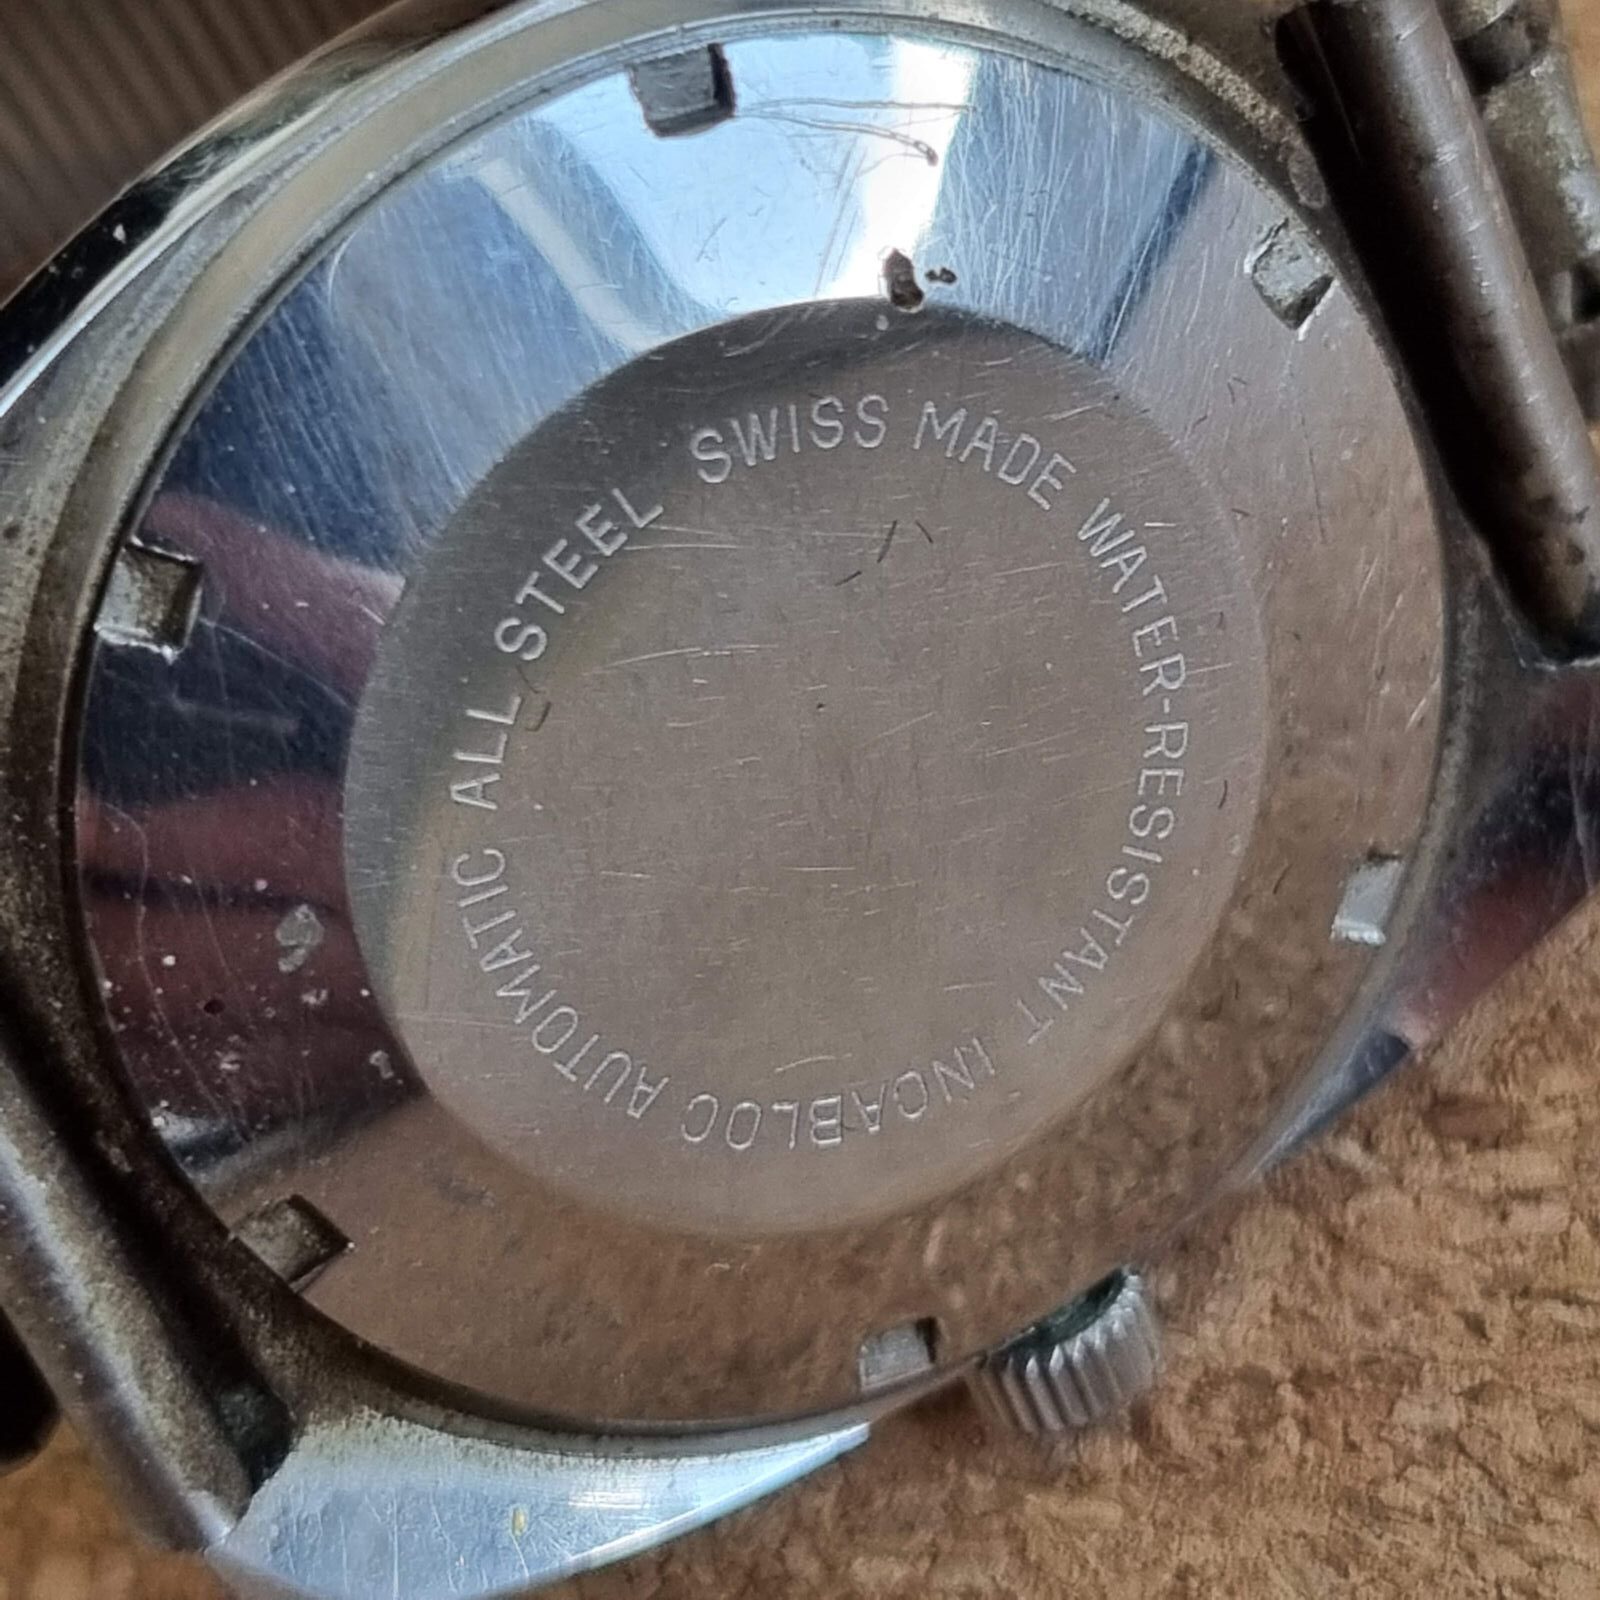 SWISS MADE WATER-RESISTANT INCABLOC AUTOMATIC ALL STEEL